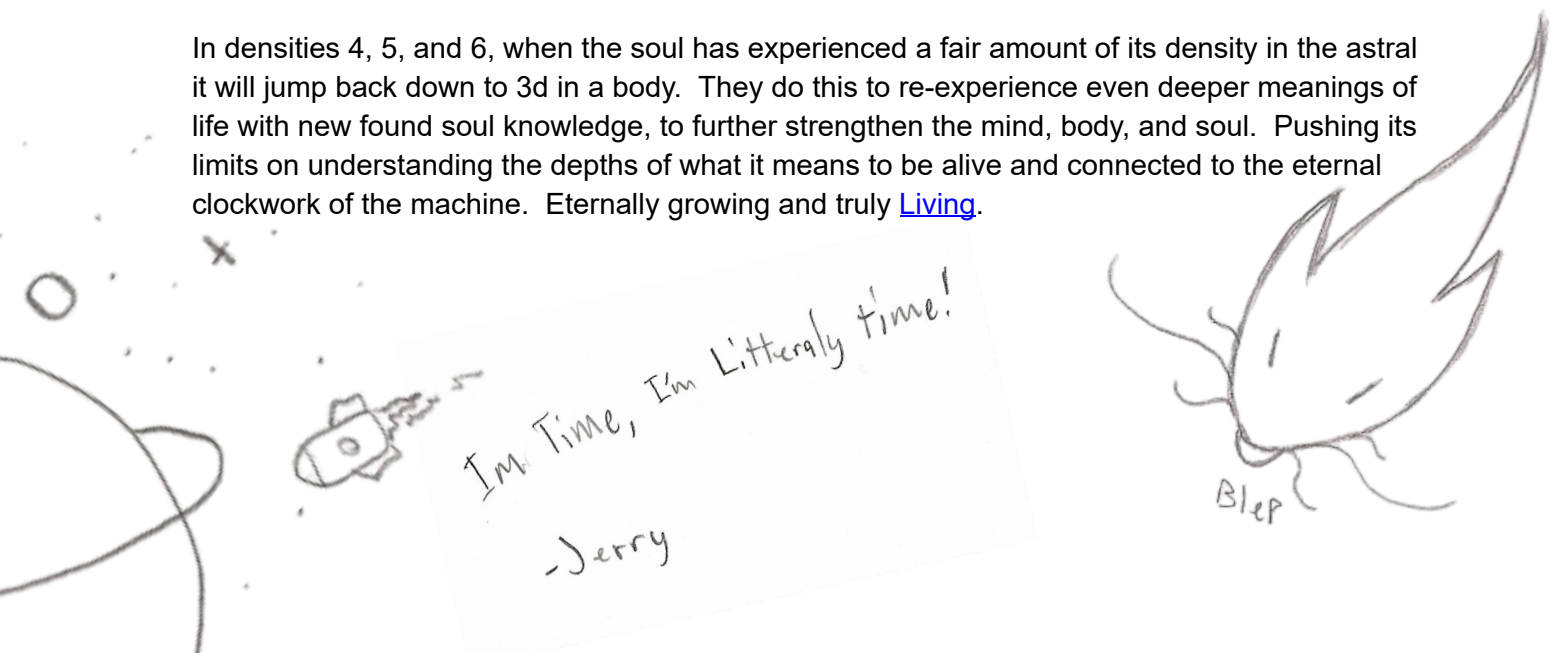 In densities 4, 5, and 6, when the soul has experienced a fair amount of its density in the astral
it will jump back down to 3d in a body.  They do this to re-experience even deeper meanings of
life with new found soul knowledge, to further strengthen the mind, body, and soul.  Pushing its
limits on understanding the depths of what it means to be alive and connected to the eternal
clockwork of the machine.  Eternally growing and truly Living.
Im Time, I'm Litteraly time!
-Jerry
Blep